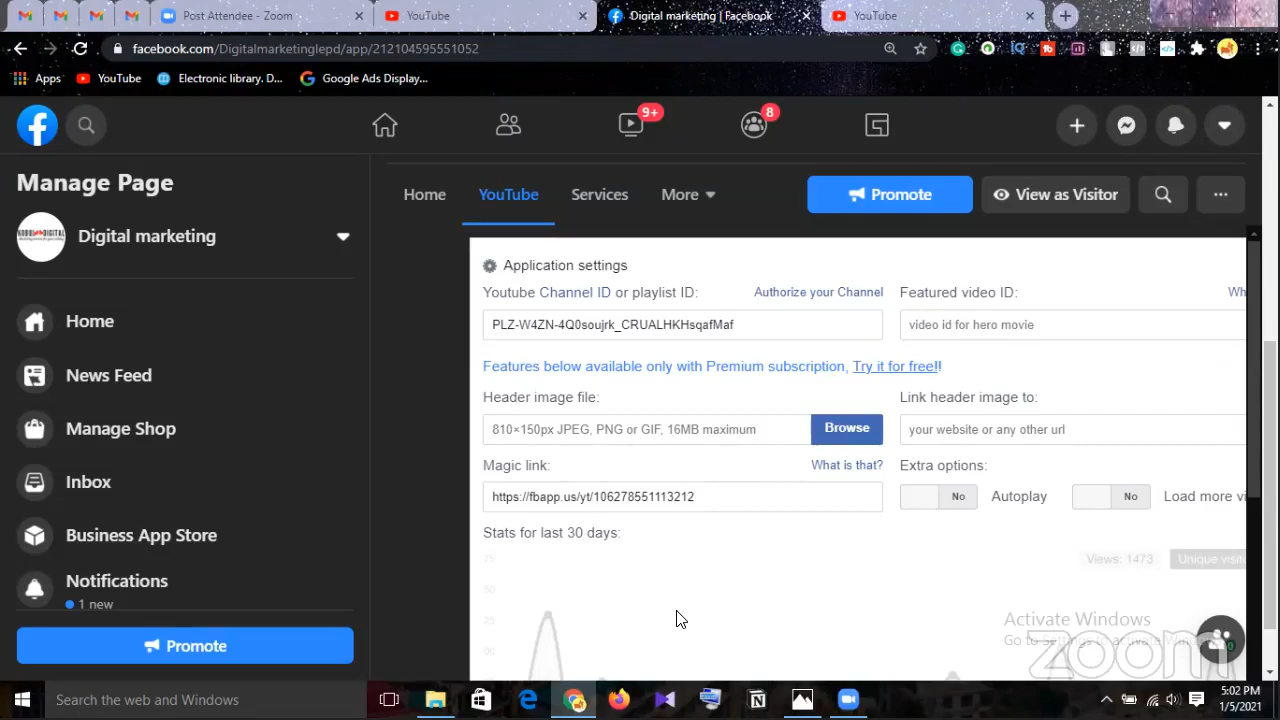 Post Attendee - Zoom
YouTube
Digital marketing | Facebook
YouTube
facebook.com/Digitalmarketinglepd/app/212104595551052
Apps
YouTube
Electronic library. D...
Google Ads Display...
9+
8
Manage Page
Digital marketing
Home
News Feed
Manage Shop
Inbox
Business App Store
Notifications
1 new
Promote
Home
YouTube
Services
More
Promote
View as Visitor
Application settings
Youtube Channel ID or playlist ID:
Authorize your Channel
Featured video ID:
Wh
PLZ-W4ZN-4Q0soujrk_CRUALHKHsqafMaf
video id for hero movie
Features below available only with Premium subscription, Try it for free!!
Header image file:
Link header image to:
810×150px JPEG, PNG or GIF, 16MB maximum
Browse
your website or any other url
Magic link:
What is that?
Extra options:
https://fbapp.us/yt/106278551113212
No
Autoplay
No
Load more vi
Stats for last 30 days:
Views: 1473
Unique visit
Activate Windows
zoom
Search the web and Windows
5:02 PM
1/5/2021